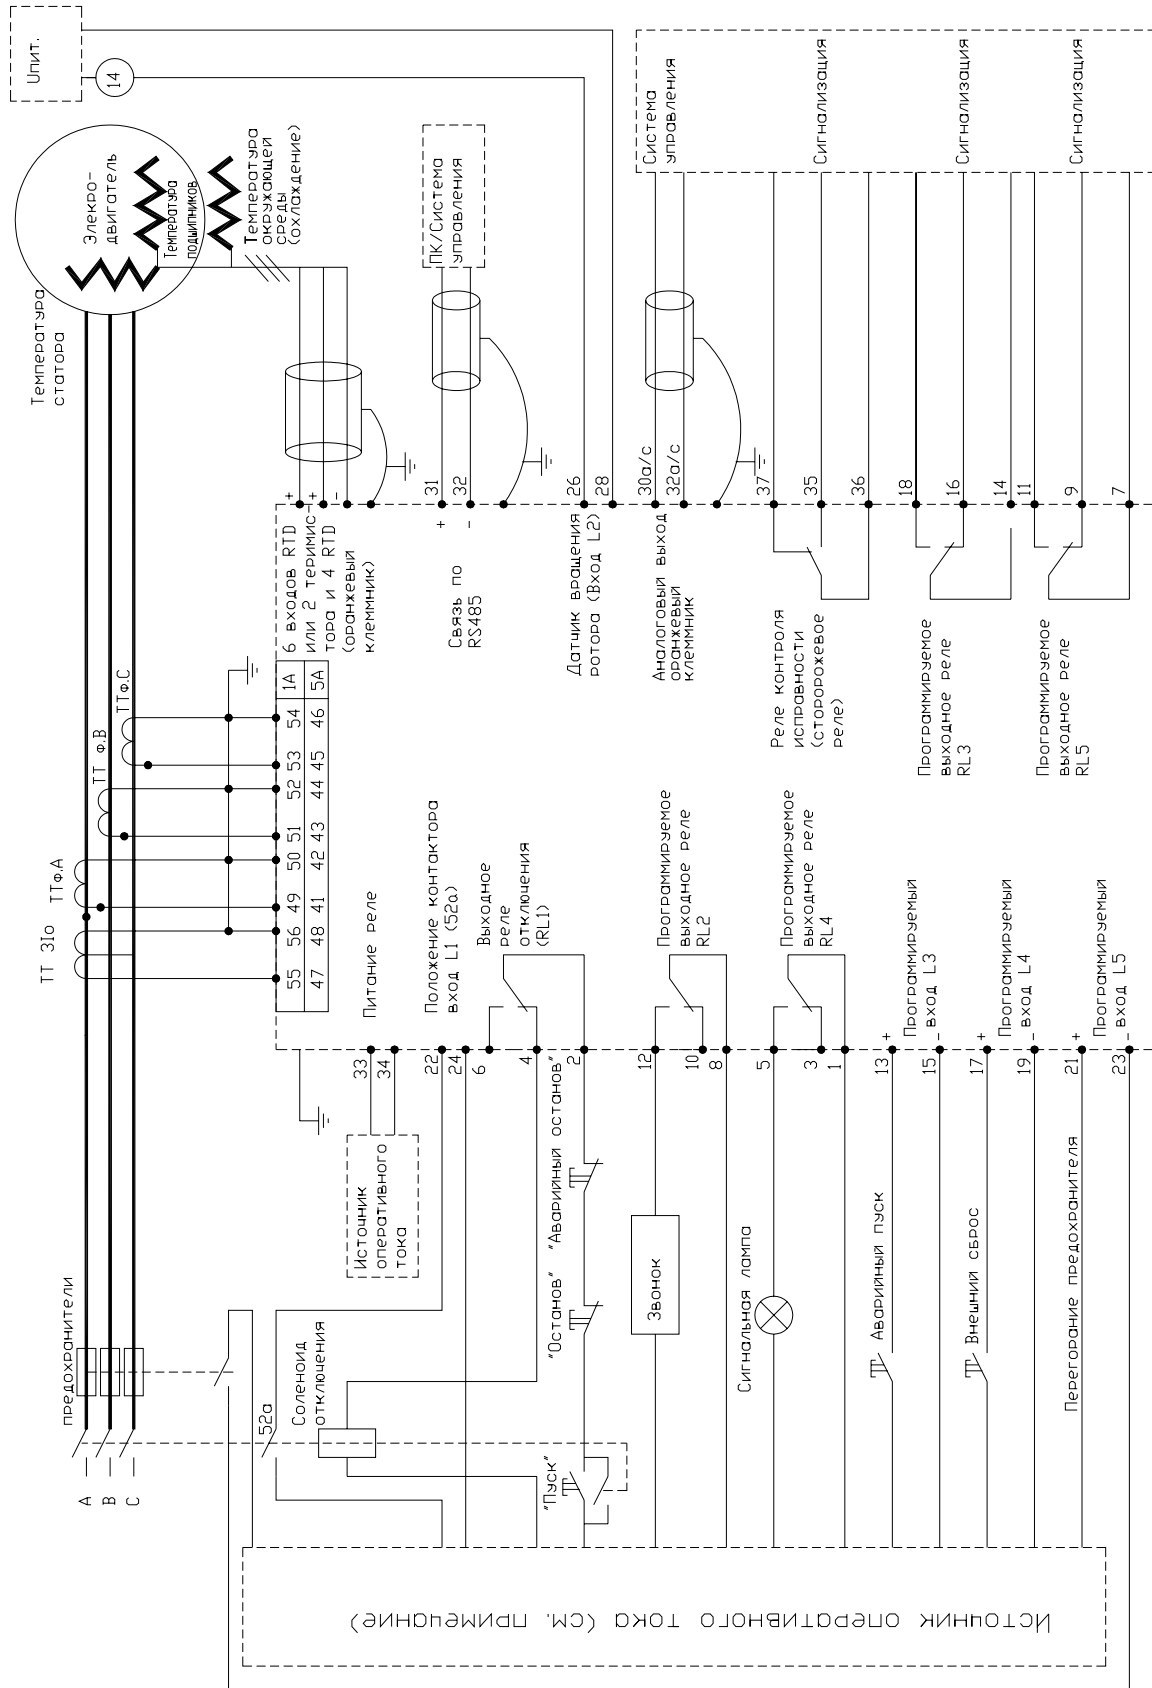 A
B
C
предохранители
ТТ 3Io
ТТф.А
ТТ ф.В
ТТф.С
Температура
статора
Элекро-
двигатель
Температура
подшипников
Температура
окружающей
среды
(охлаждение)
Uпит.
14
55 56 49 50 51 52 53 54 1А
47 48 41 42 43 44 45 46 5А
6 входов RTD
или 2 теримис-
тора и 4 RTD
(оранжевый
клеммник)
+
+
-
ПК/Система
управления
31
32
+
-
Связь по
RS485
26
28
Датчик вращения
ротора (Вход L2)
Система
управления
30а/с
32а/с
Аналоговый выход
оранжевый
клеммник
Сигнализация
37
35
36
Реле контроля
исправности
(сторорожевое
реле)
Сигнализация
18
16
14
Программируемое
выходное реле
RL3
Сигнализация
11
9
7
Программируемое
выходное реле
RL5
Питание реле
33
34
Источник
оперативного
тока
Положение контактора
вход L1 (52а)
22
24
52а
Соленоид
отключения
Выходное
реле
отключения
(RL1)
6
4
2
"Пуск"
"Останов"
"Аварийный останов"
Программируемое
выходное реле
RL2
12
10
8
Звонок
Программируемое
выходное реле
RL4
5
3
1
Сигнальная лампа
13
+
Программируемый
вход L3
15
-
Аварийный пуск
17
+
Программируемый
вход L4
19
-
Внешний сброс
21
+
Программируемый
вход L5
23
-
Перегорание предохранителя
Источник оперативного тока (см. примечание)